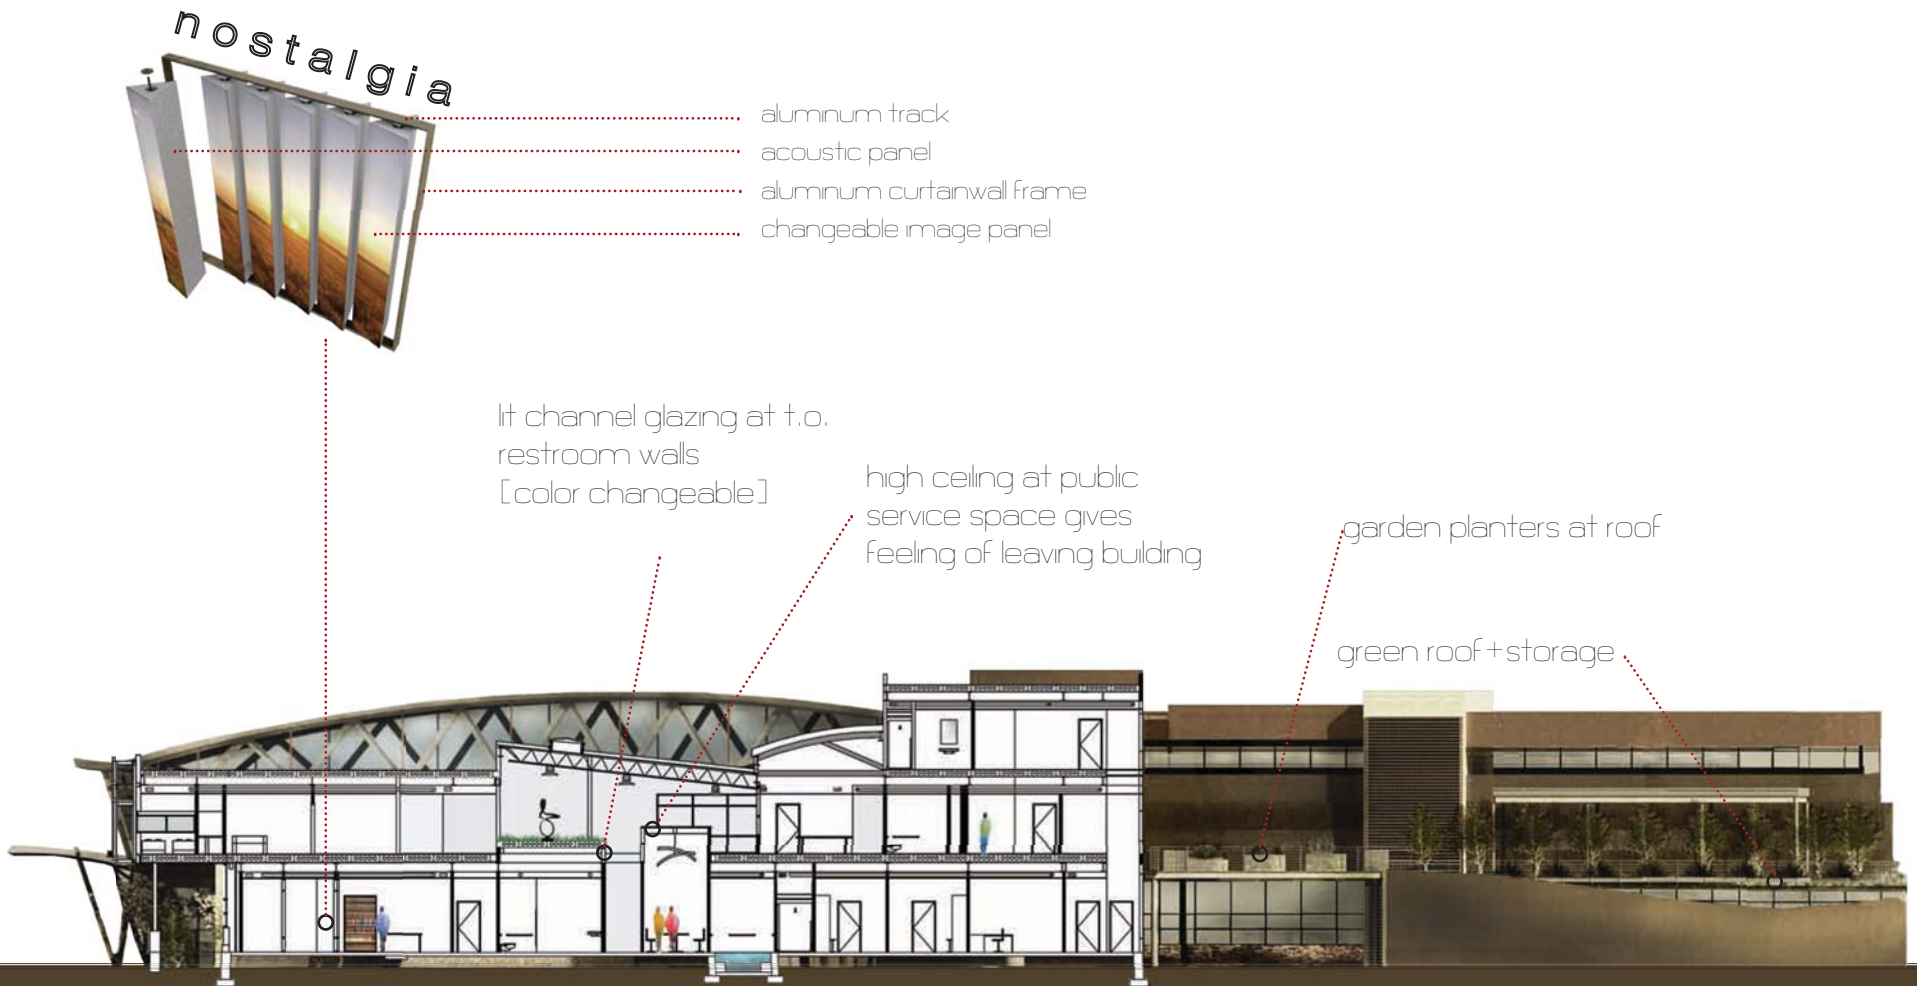 nostalgia
aluminum track
acoustic panel
aluminum curtainwall frame
changeable image panel
lit channel glazing at t.o.
restroom walls
[color changeable]
high ceiling at public
service space gives
feeling of leaving building
garden planters at roof
green roof+storage